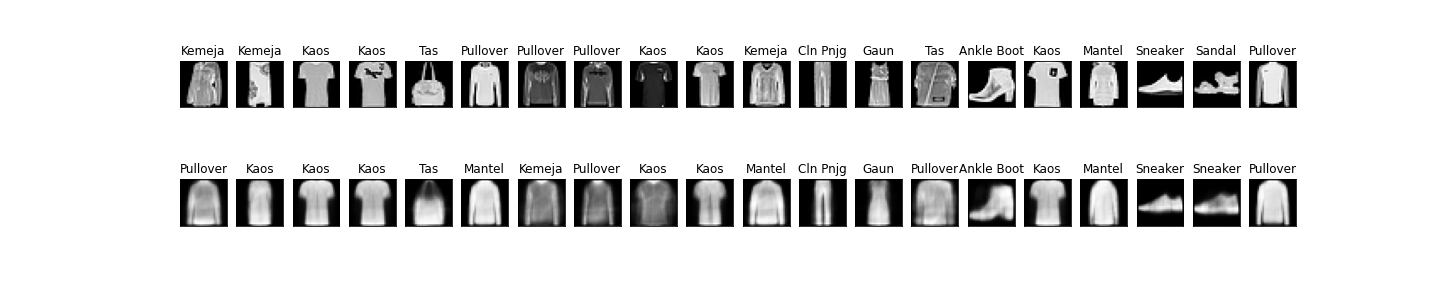 Kemeja Kemeja Kaos Kaos Tas Pullover Pullover Pullover Kaos Kaos Kemeja Cln Pnjg Gaun Tas Ankle Boot Kaos Mantel Sneaker Sandal Pullover
Pullover Kaos Kaos Kaos Tas Mantel Kemeja Pullover Kaos Kaos Mantel Cln Pnjg Gaun Pullover Ankle Boot Kaos Mantel Sneaker Sneaker Pullover